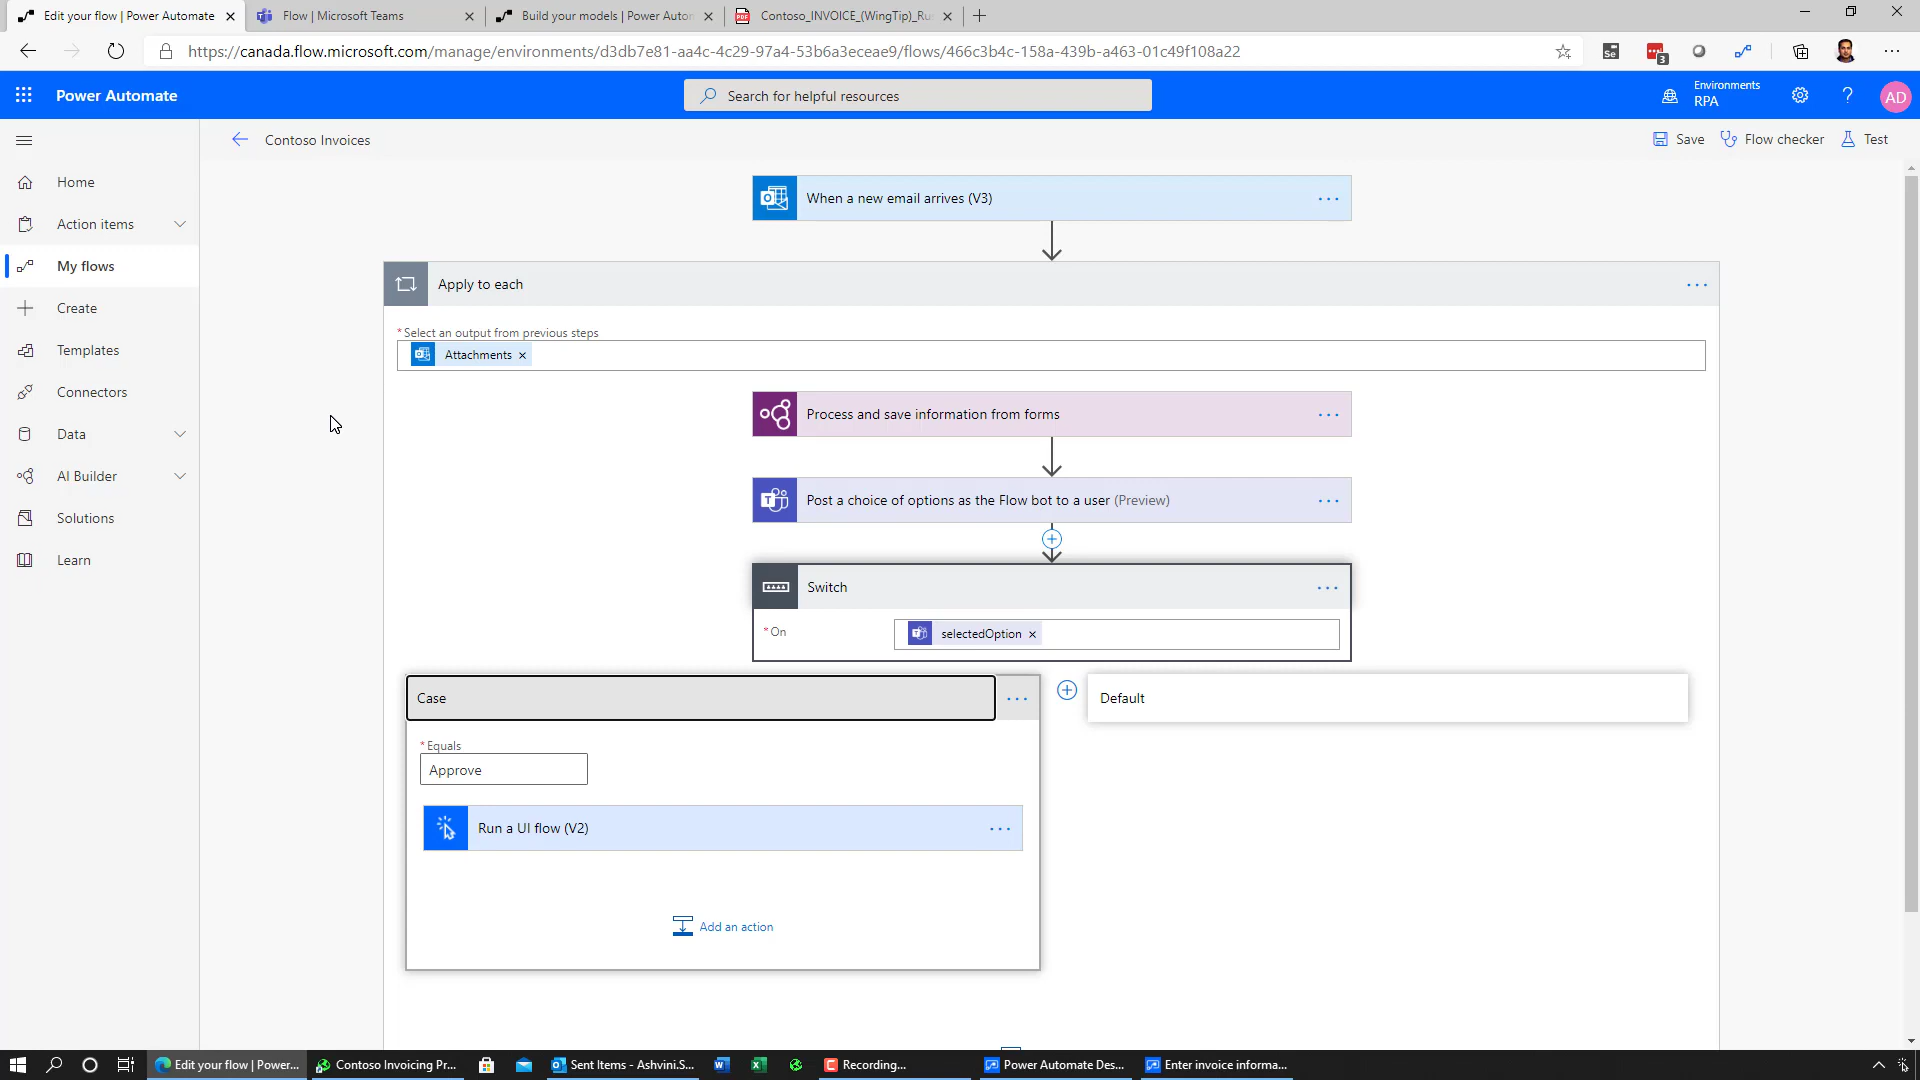 Edit your flow | Power Automate
Flow | Microsoft Teams
Build your models | Power Autom
Contoso_INVOICE_(WingTip)_Ru
https://canada.flow.microsoft.com/manage/environments/d3db7e81-aa4c-4c29-97a4-53b6a3eceae9/flows/466c3b4c-158a-439b-a463-01c49f108a22
3
Power Automate
Search for helpful resources
Environments
RPA
AD
Contoso Invoices
Save
Flow checker
Test
Home
Action items
My flows
Create
Templates
Connectors
Data
AI Builder
Solutions
Learn
When a new email arrives (V3)
Apply to each
* Select an output from previous steps
Attachments
Process and save information from forms
Post a choice of options as the Flow bot to a user (Preview)
Switch
* On
selectedOption
Case
* Equals
Approve
Run a UI flow (V2)
Add an action
Default
Edit your flow | Power...
Contoso Invoicing Pr...
Sent Items - Ashvini.S...
Recording...
Power Automate Des...
Enter invoice informa...